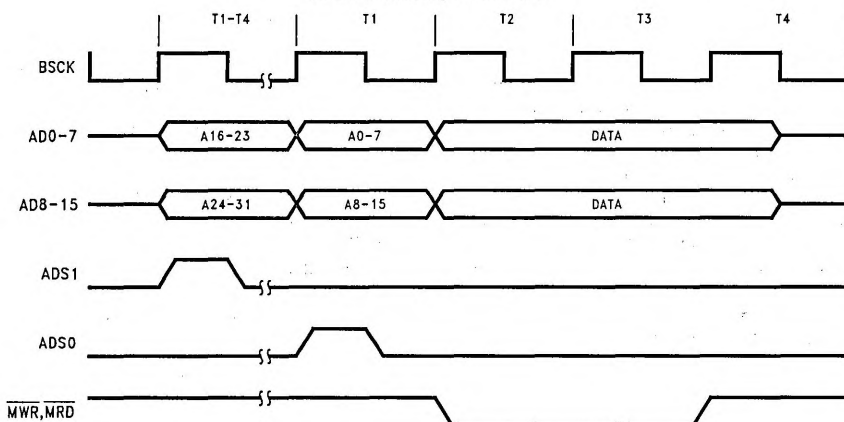 T1-T4 T1 T2 T3 T4
BSCK
AD0-7 A16-23 A0-7 DATA
AD8-15 A24-31 A8-15 DATA
ADS1
ADS0
MWR,MRD